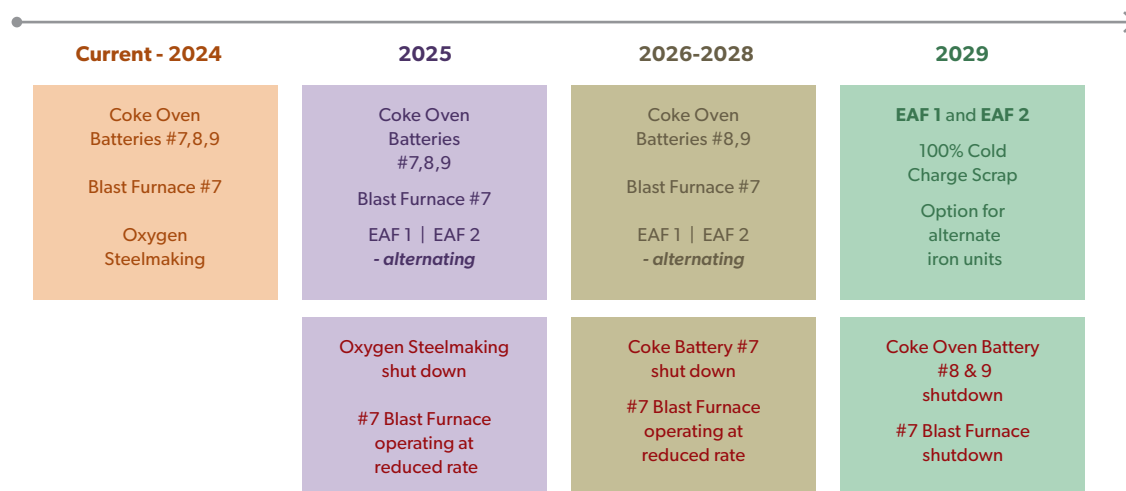 Current - 2024
Coke Oven
Batteries #7,8,9
Blast Furnace #7
Oxygen
Steelmaking
2025
Coke Oven
Batteries
#7,8,9
Blast Furnace #7
EAF 1 | EAF 2
- alternating
Oxygen Steelmaking
shut down
#7 Blast Furnace
operating at
reduced rate
2026-2028
Coke Oven
Batteries #8,9
Blast Furnace #7
EAF 1 | EAF 2
- alternating
Coke Battery #7
shut down
#7 Blast Furnace
operating at
reduced rate
2029
EAF 1 and EAF 2
100% Cold
Charge Scrap
Option for
alternate
iron units
Coke Oven Battery
#8 & 9
shutdown
#7 Blast Furnace
shutdown